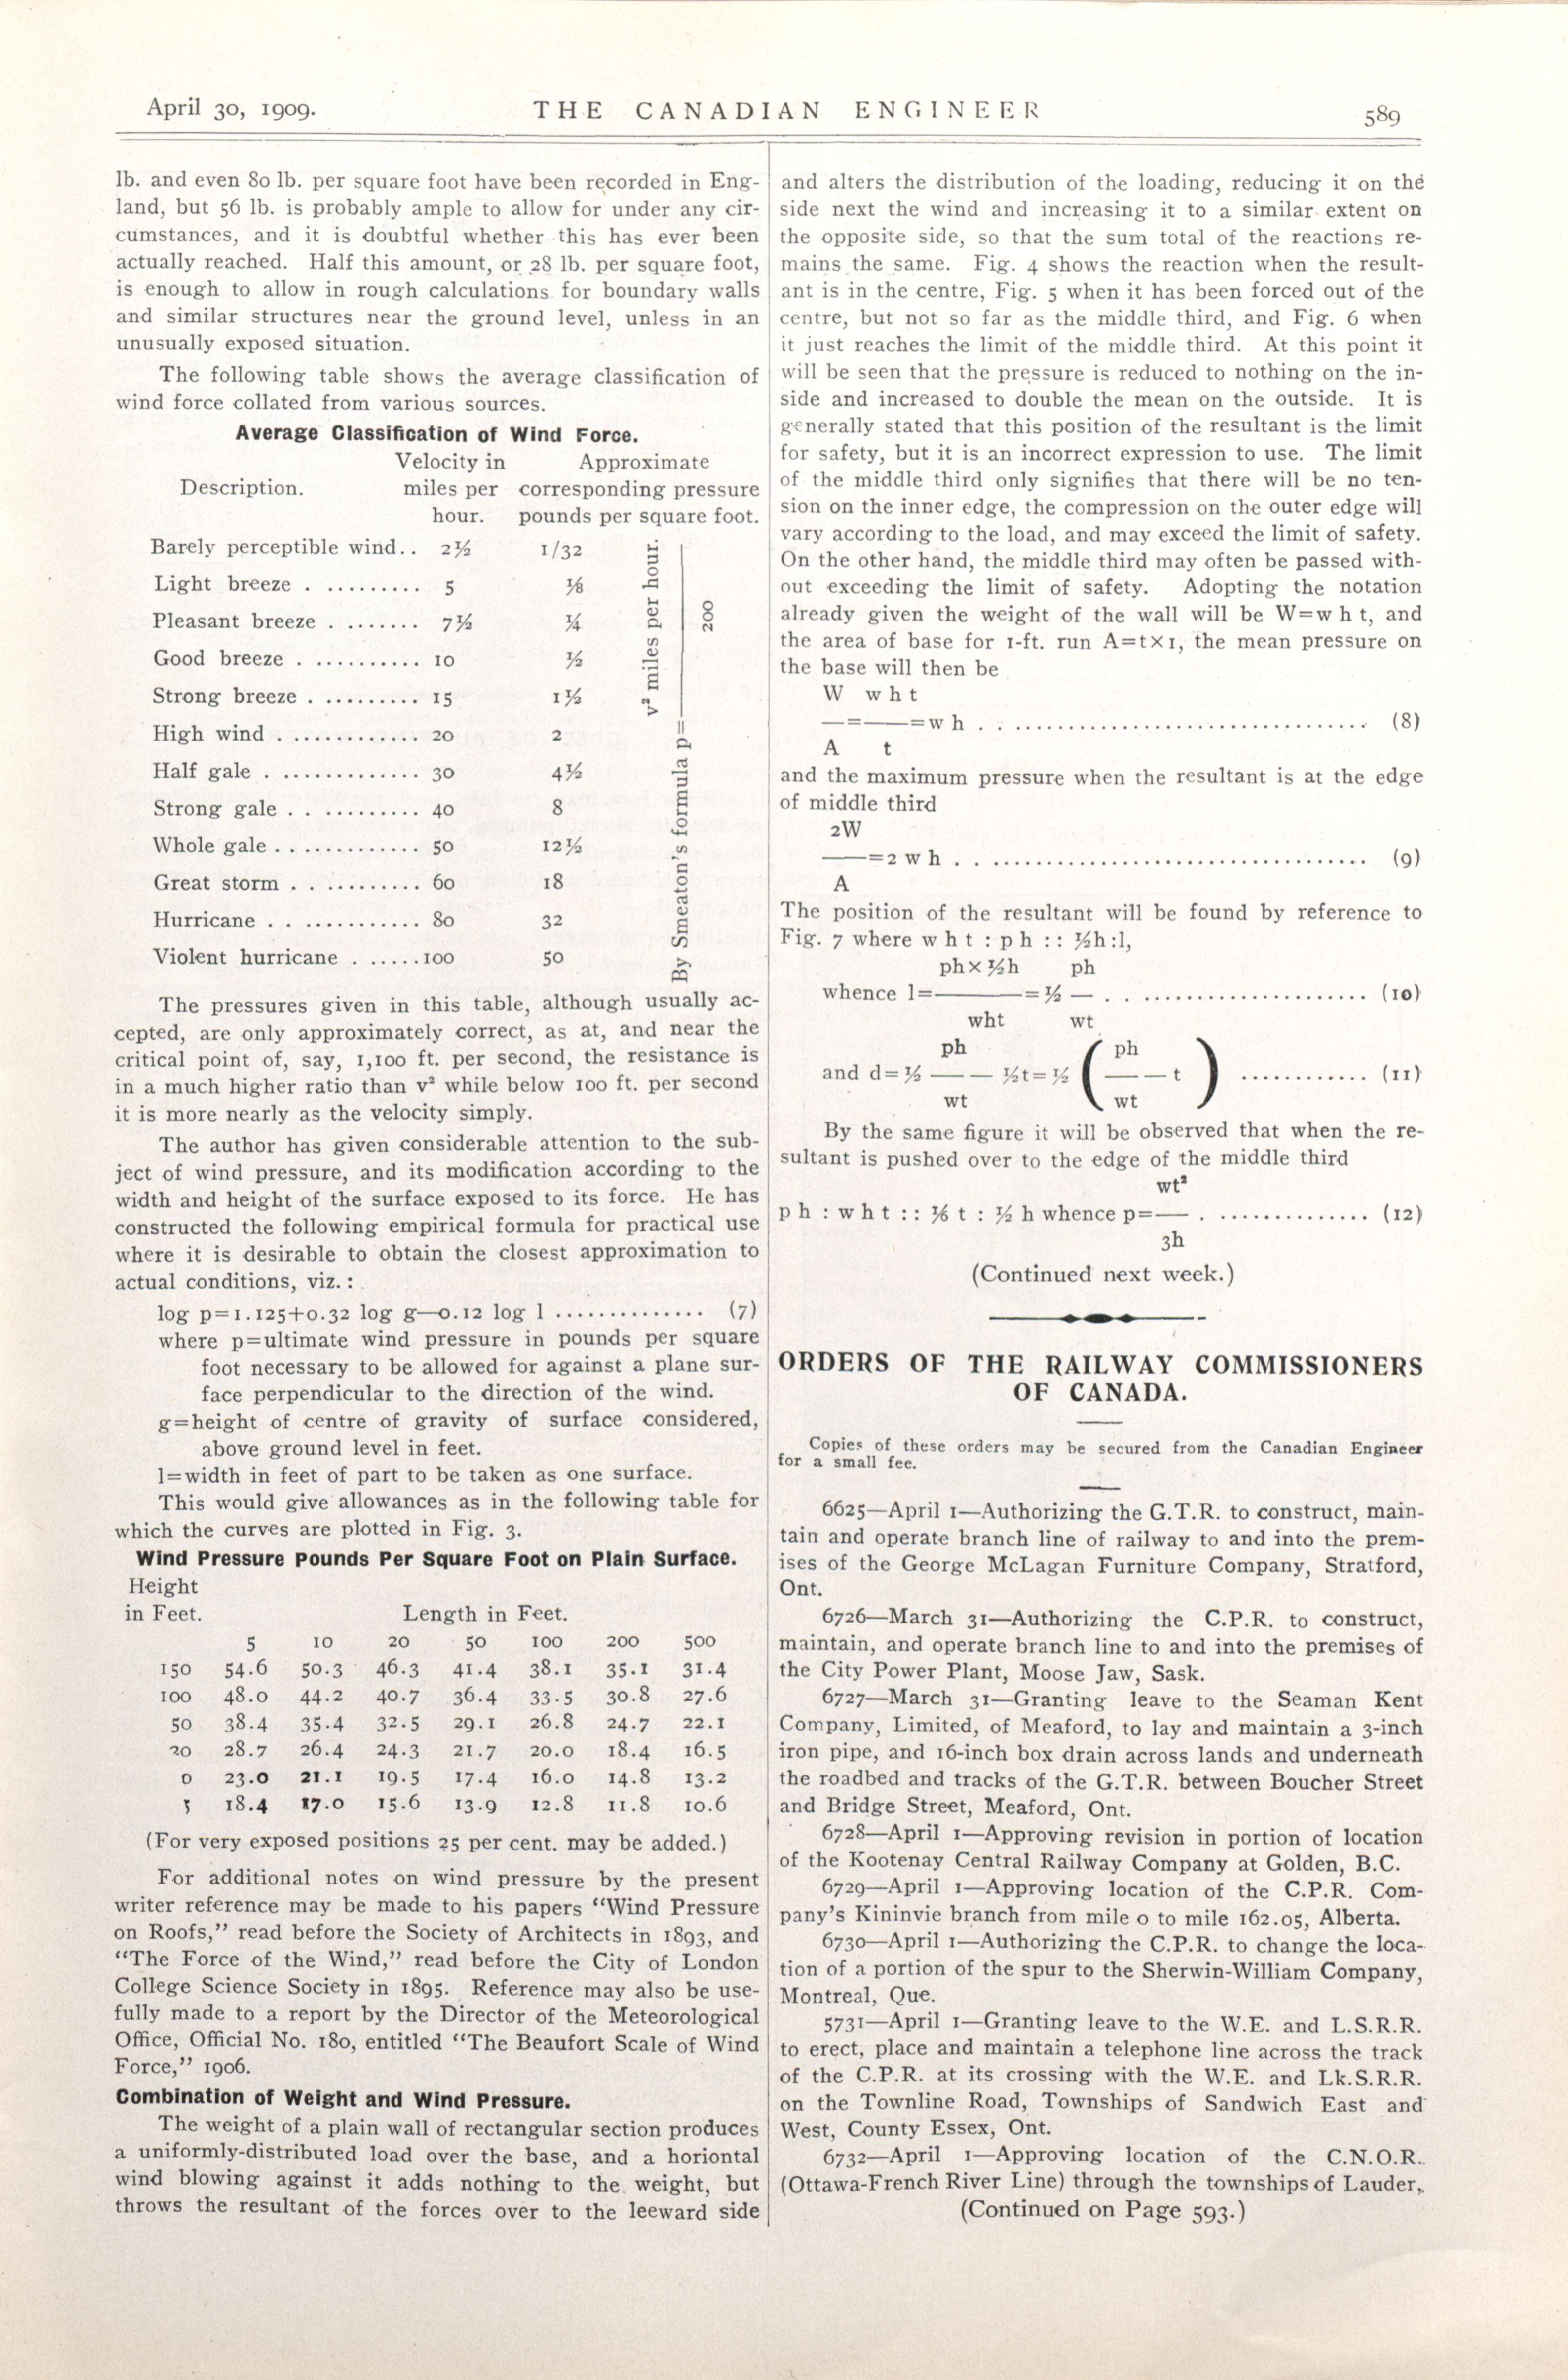 April 30, 1909.
THE CANADIAN ENGINEER
589
lb. and even 80 lb. per square foot have been recorded in Eng-
land, but 56 lb. is probably ample to allow for under any cir-
cumstances, and it is doubtful whether this has ever been
actually reached. Half this amount, or 28 lb. per square foot,
is enough to allow in rough calculations for boundary walls
and similar structures near the ground level, unless in an
unusually exposed situation.
The following table shows the average classification of
wind force collated from various sources.
Average Classification of Wind Force.
Velocity in Approximate
Description. miles per corresponding pressure
hour. pounds per square foot.
Barely perceptible wind.. 2½ 1/32
Light breeze . ......... 5 ⅛
Pleasant breeze . ....... 7½ ¼
Good breeze . .......... 10 ½
Strong breeze . ......... 15 1½
High wind . ............ 20 2
Half gale . ............. 30 4½
Strong gale . . .......... 40 8
Whole gale . . ............ 50 12½
Great storm . . .......... 60 18
Hurricane . . ............ 80 32
Violent hurricane . ......100 50
v² miles per hour.
By Smeaton's formula p=———
200
The pressures given in this table, although usually ac-
cepted, are only approximately correct, as at, and near the
critical point of, say, 1,100 ft. per second, the resistance is
in a much higher ratio than v² while below 100 ft. per second
it is more nearly as the velocity simply.
The author has given considerable attention to the sub-
ject of wind pressure, and its modification according to the
width and height of the surface exposed to its force. He has
constructed the following empirical formula for practical use
where it is desirable to obtain the closest approximation to
actual conditions, viz.:
log p=1.125+0.32 log g—0.12 log l .............. (7)
where p=ultimate wind pressure in pounds per square
foot necessary to be allowed for against a plane sur-
face perpendicular to the direction of the wind.
g=height of centre of gravity of surface considered,
above ground level in feet.
l=width in feet of part to be taken as one surface.
This would give allowances as in the following table for
which the curves are plotted in Fig. 3.
Wind Pressure Pounds Per Square Foot on Plain Surface.
Height
in Feet. Length in Feet.
5 10 20 50 100 200 500
150 54.6 50.3 46.3 41.4 38.1 35.1 31.4
100 48.0 44.2 40.7 36.4 33.5 30.8 27.6
50 38.4 35.4 32.5 29.1 26.8 24.7 22.1
20 28.7 26.4 24.3 21.7 20.0 18.4 16.5
0 23.0 21.1 19.5 17.4 16.0 14.8 13.2
5 18.4 17.0 15.6 13.9 12.8 11.8 10.6
(For very exposed positions 25 per cent. may be added.)
For additional notes on wind pressure by the present
writer reference may be made to his papers "Wind Pressure
on Roofs," read before the Society of Architects in 1893, and
"The Force of the Wind," read before the City of London
College Science Society in 1895. Reference may also be use-
fully made to a report by the Director of the Meteorological
Office, Official No. 180, entitled "The Beaufort Scale of Wind
Force," 1906.
Combination of Weight and Wind Pressure.
The weight of a plain wall of rectangular section produces
a uniformly-distributed load over the base, and a horiontal
wind blowing against it adds nothing to the weight, but
throws the resultant of the forces over to the leeward side
and alters the distribution of the loading, reducing it on the
side next the wind and increasing it to a similar extent on
the opposite side, so that the sum total of the reactions re-
mains the same. Fig. 4 shows the reaction when the result-
ant is in the centre, Fig. 5 when it has been forced out of the
centre, but not so far as the middle third, and Fig. 6 when
it just reaches the limit of the middle third. At this point it
will be seen that the pressure is reduced to nothing on the in-
side and increased to double the mean on the outside. It is
generally stated that this position of the resultant is the limit
for safety, but it is an incorrect expression to use. The limit
of the middle third only signifies that there will be no ten-
sion on the inner edge, the compression on the outer edge will
vary according to the load, and may exceed the limit of safety.
On the other hand, the middle third may often be passed with-
out exceeding the limit of safety. Adopting the notation
already given the weight of the wall will be W=w h t, and
the area of base for 1-ft. run A=t×1, the mean pressure on
the base will then be
W w h t
—=——=w h . . ................................... (8)
A t
and the maximum pressure when the resultant is at the edge
of middle third
2W
——=2 w h . . ..................................... (9)
A
The position of the resultant will be found by reference to
Fig. 7 where w h t : p h :: ½h:l,
ph×½h ph
whence l=————=½ — . . ...................... (10)
wht wt
ph ( ph )
and d=½ —— — ½t=½ ( —— — t ) ............ (11)
wt ( wt )
By the same figure it will be observed that when the re-
sultant is pushed over to the edge of the middle third
wt²
p h : w h t :: ⅙ t : ½ h whence p=—— . .............. (12)
3h
(Continued next week.)
ORDERS OF THE RAILWAY COMMISSIONERS
OF CANADA.
Copies of these orders may be secured from the Canadian Engineer
for a small fee.
6625—April 1—Authorizing the G.T.R. to construct, main-
tain and operate branch line of railway to and into the prem-
ises of the George McLagan Furniture Company, Stratford,
Ont.
6726—March 31—Authorizing the C.P.R. to construct,
maintain, and operate branch line to and into the premises of
the City Power Plant, Moose Jaw, Sask.
6727—March 31—Granting leave to the Seaman Kent
Company, Limited, of Meaford, to lay and maintain a 3-inch
iron pipe, and 16-inch box drain across lands and underneath
the roadbed and tracks of the G.T.R. between Boucher Street
and Bridge Street, Meaford, Ont.
6728—April 1—Approving revision in portion of location
of the Kootenay Central Railway Company at Golden, B.C.
6729—April 1—Approving location of the C.P.R. Com-
pany's Kininvie branch from mile 0 to mile 162.05, Alberta.
6730—April 1—Authorizing the C.P.R. to change the loca-
tion of a portion of the spur to the Sherwin-William Company,
Montreal, Que.
5731—April 1—Granting leave to the W.E. and L.S.R.R.
to erect, place and maintain a telephone line across the track
of the C.P.R. at its crossing with the W.E. and Lk.S.R.R.
on the Townline Road, Townships of Sandwich East and
West, County Essex, Ont.
6732—April 1—Approving location of the C.N.O.R.
(Ottawa-French River Line) through the townships of Lauder,
(Continued on Page 593.)